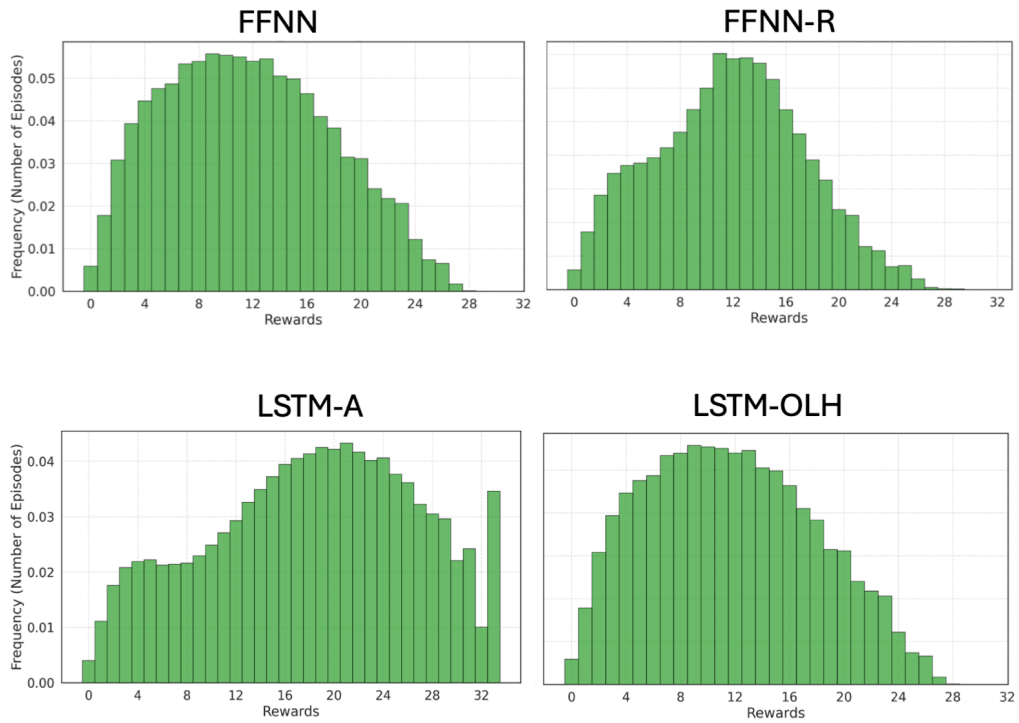 FFNN
FFNN-R
Frequency (Number of Episodes)
0.05
0.04
0.03
0.02
0.01
0.00
0 4 8 12 16 20 24 28 32
Rewards
0 4 8 12 16 20 24 28 32
Rewards
LSTM-A
LSTM-OLH
Frequency (Number of Episodes)
0.04
0.03
0.02
0.01
0.00
0 4 8 12 16 20 24 28 32
Rewards
0 4 8 12 16 20 24 28 32
Rewards